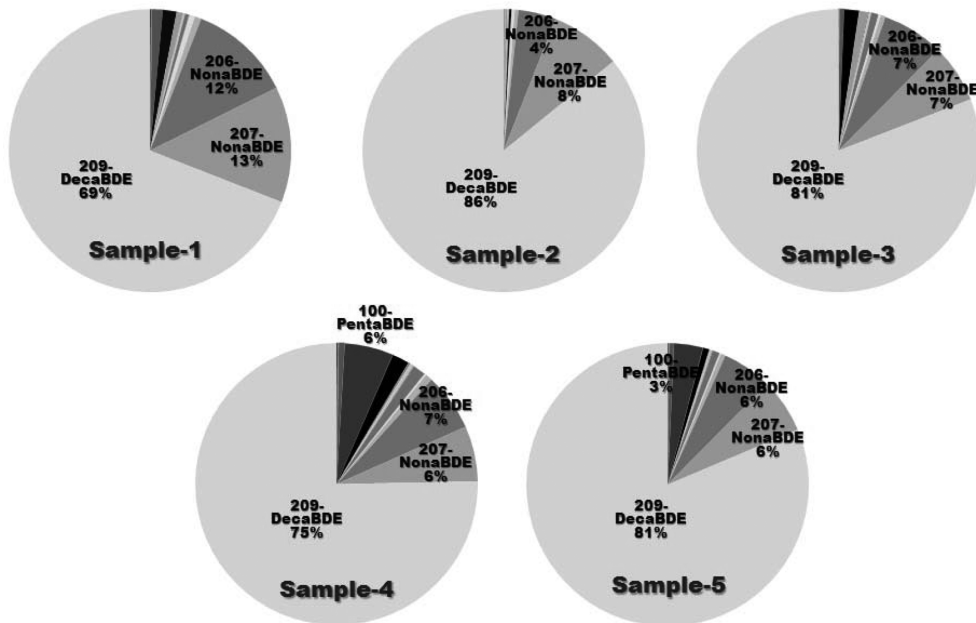 206-
NonaBDE
12%
207-
NonaBDE
13%
209-
DecaBDE
69%
Sample-1
206-
NonaBDE
4%
207-
NonaBDE
8%
209-
DecaBDE
86%
Sample-2
206-
NonaBDE
7%
207-
NonaBDE
7%
209-
DecaBDE
81%
Sample-3
100-
PentaBDE
6%
206-
NonaBDE
7%
207-
NonaBDE
6%
209-
DecaBDE
75%
Sample-4
100-
PentaBDE
3%
206-
NonaBDE
6%
207-
NonaBDE
6%
209-
DecaBDE
81%
Sample-5